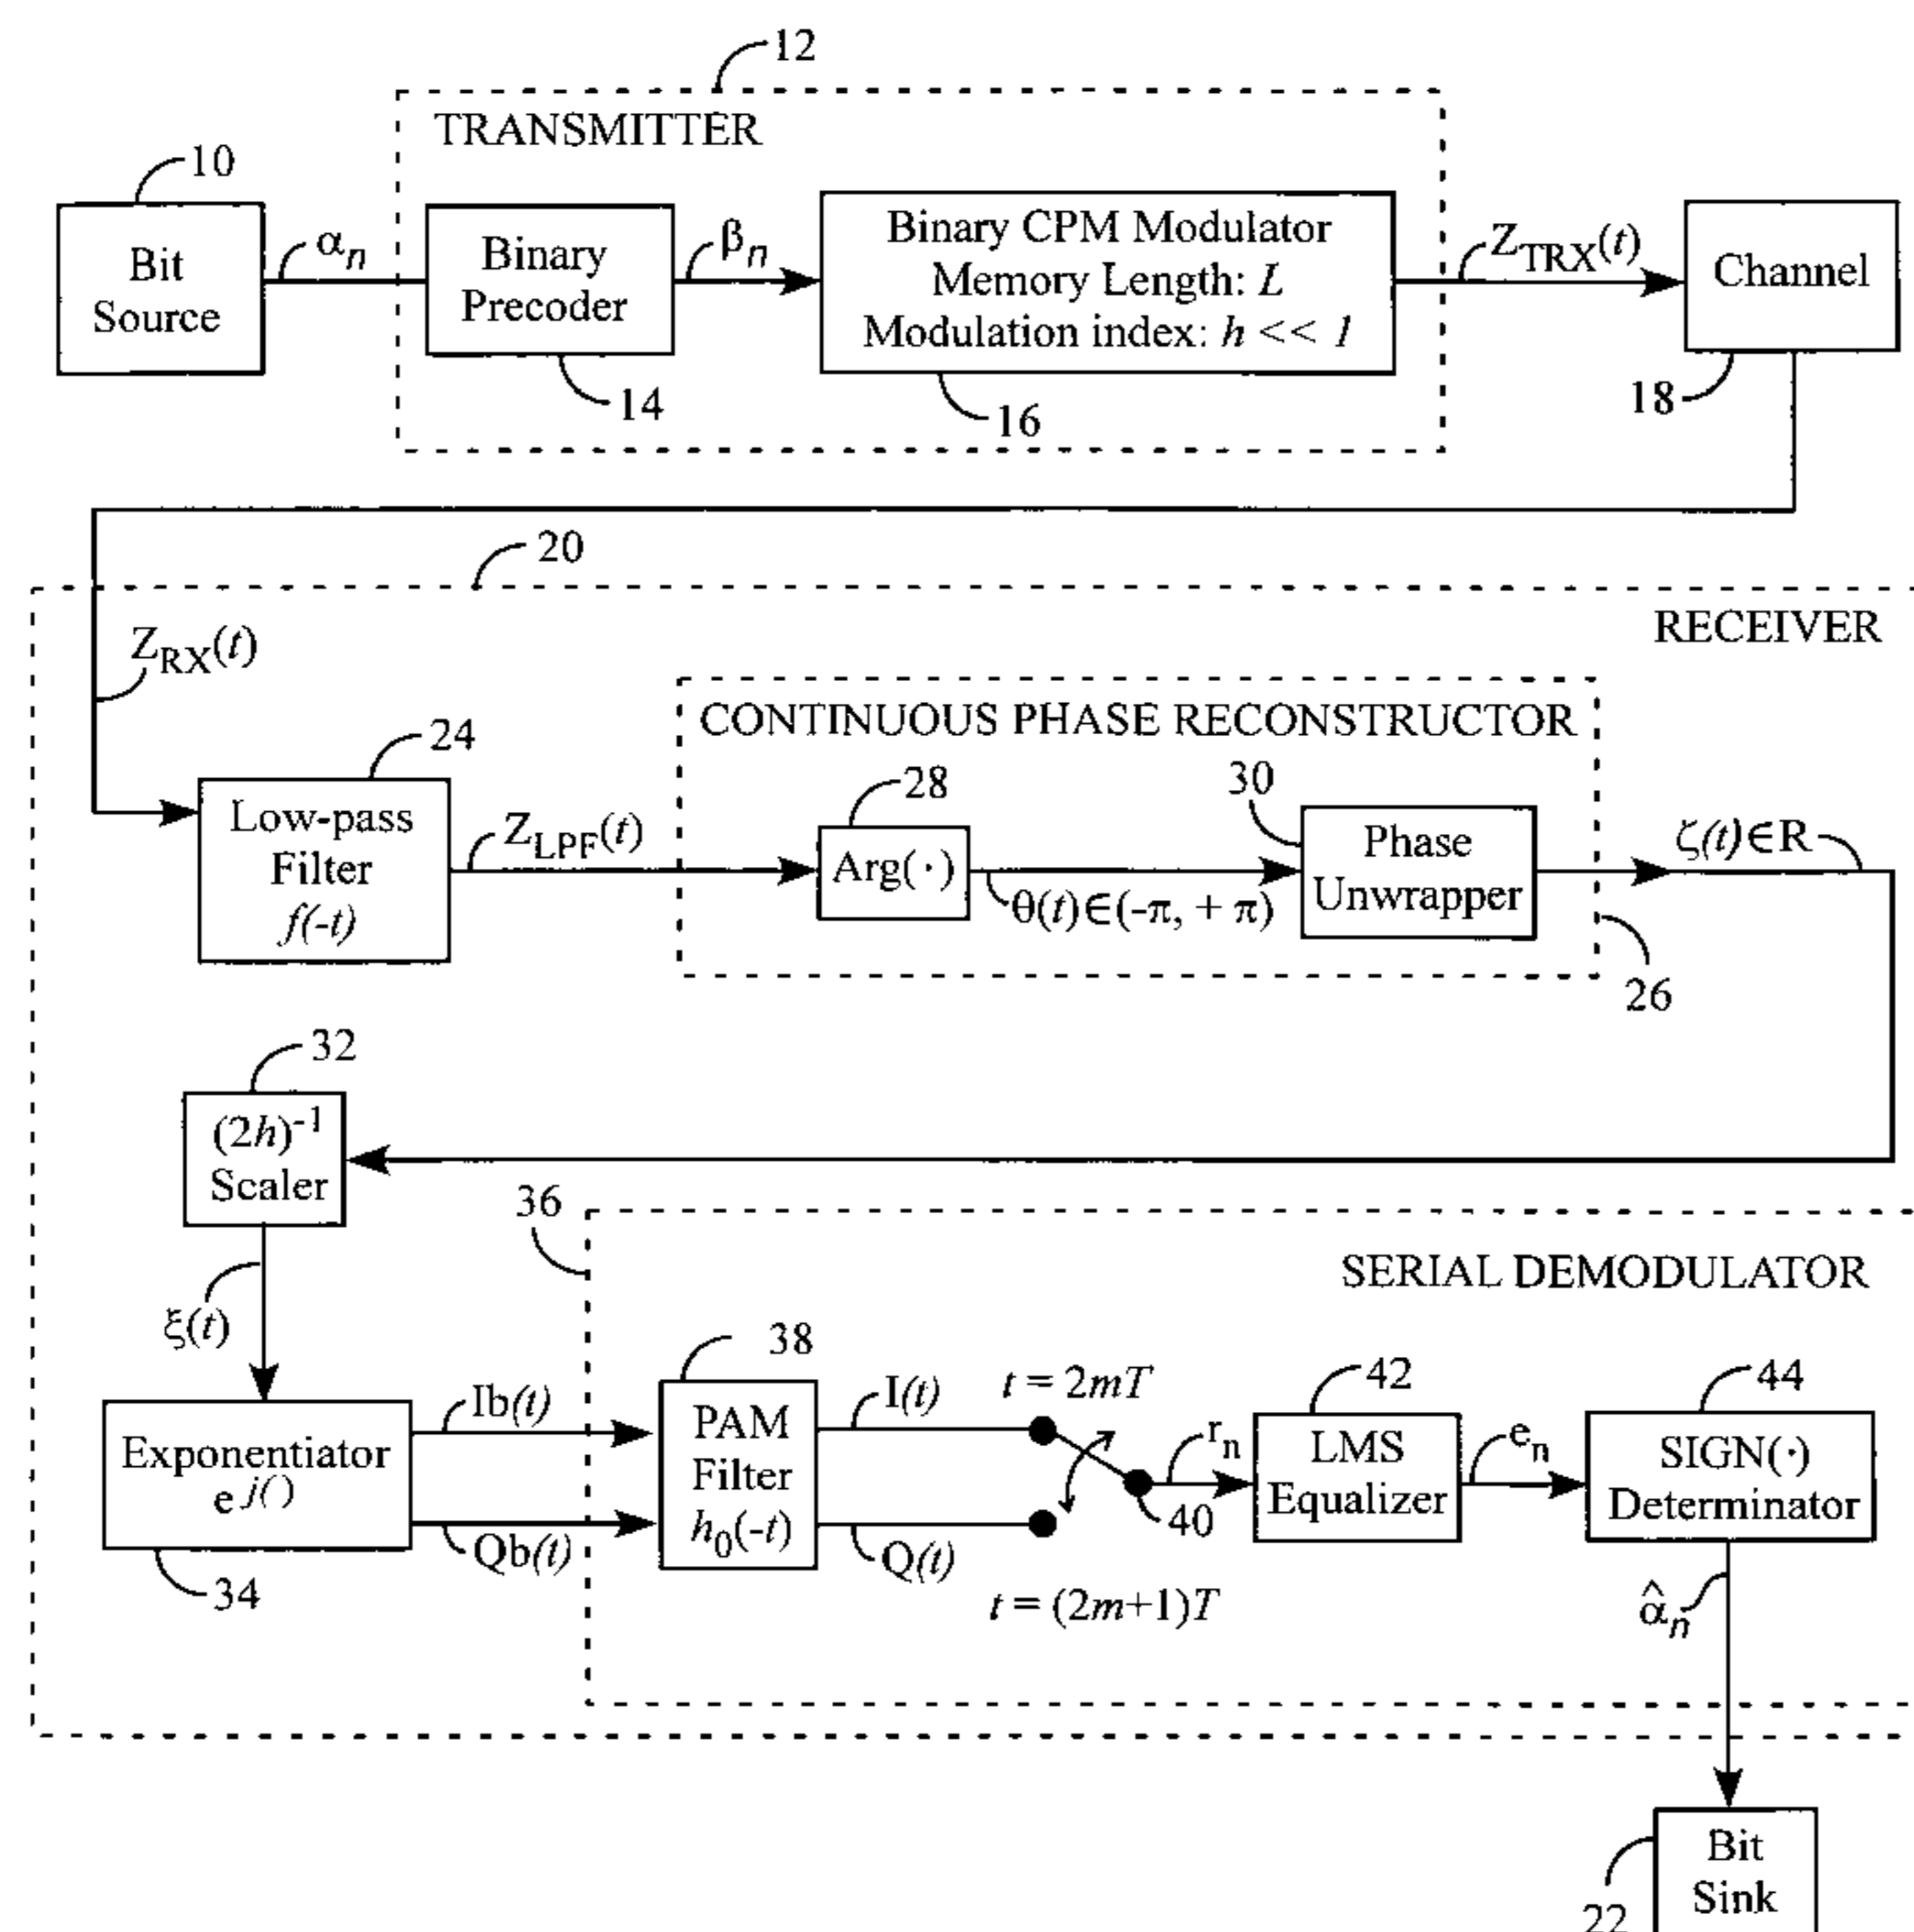 12
TRANSMITTER
10
Bit
Source
αn
Binary
Precoder
14
βn
Binary CPM Modulator
Memory Length: L
Modulation index: h << 1
16
ZTRX(t)
Channel
18
20
RECEIVER
ZRX(t)
24
Low-pass
Filter
f(-t)
ZLPF(t)
CONTINUOUS PHASE RECONSTRUCTOR
28
Arg(·)
θ(t)∈(-π, + π)
30
Phase
Unwrapper
26
ζ(t)∈R
32
(2h)-1
Scaler
ξ(t)
Exponentiator
e j( )
34
Ib(t)
Qb(t)
36
SERIAL DEMODULATOR
38
PAM
Filter
h0(-t)
I(t)
Q(t)
t = 2mT
t = (2m+1)T
40
rn
42
LMS
Equalizer
en
44
SIGN(·)
Determinator
α̂n
Bit
Sink
22